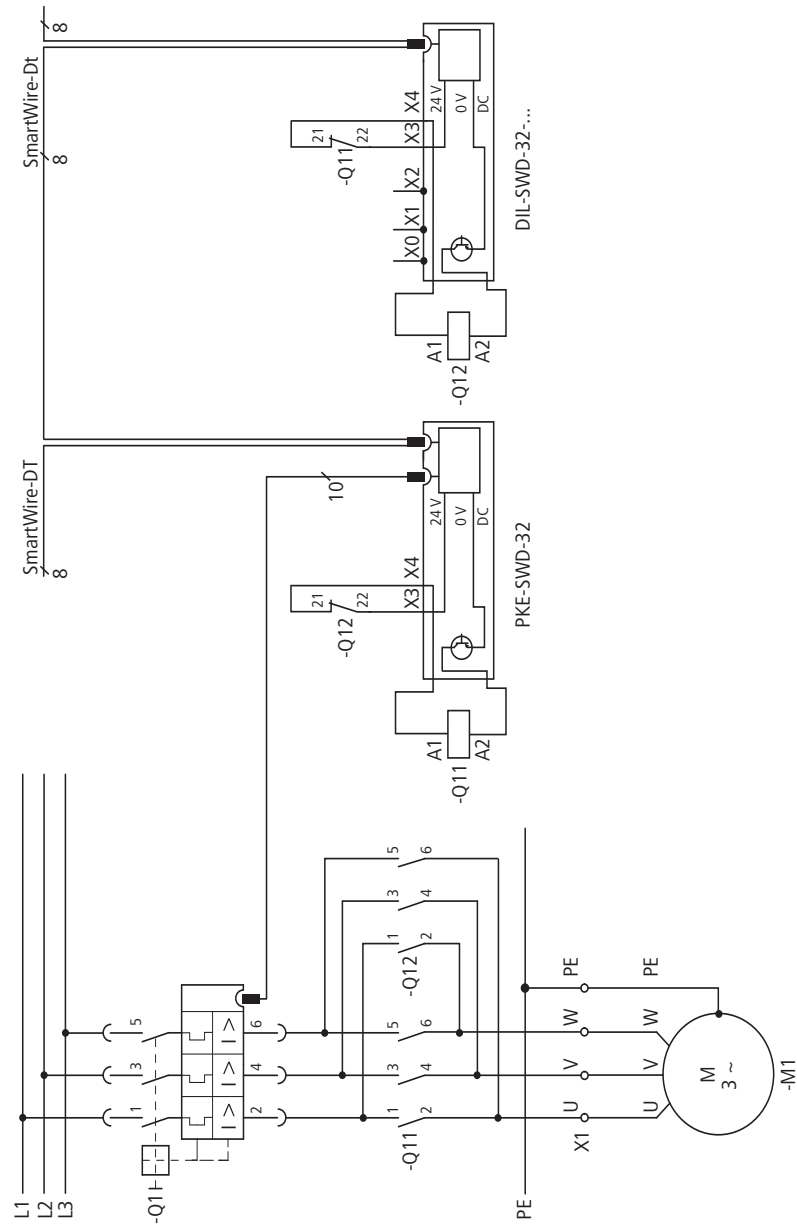 L1
L2
L3
-Q1
1
3
5
I>
I>
I>
2
4
6
-Q11
1
2
3
4
5
6
-Q12
1
2
3
4
5
6
PE
X1
U
V
W
PE
U
V
W
PE
M
3 ~
-M1
SmartWire-DT
8
10
-Q12
21
22
X3
X4
24 V
0 V
DC
A1
A2
-Q11
PKE-SWD-32
SmartWire-Dt
8
8
-Q11
21
22
X0
X1
X2
X3
X4
24 V
0 V
DC
A1
A2
-Q12
DIL-SWD-32-...